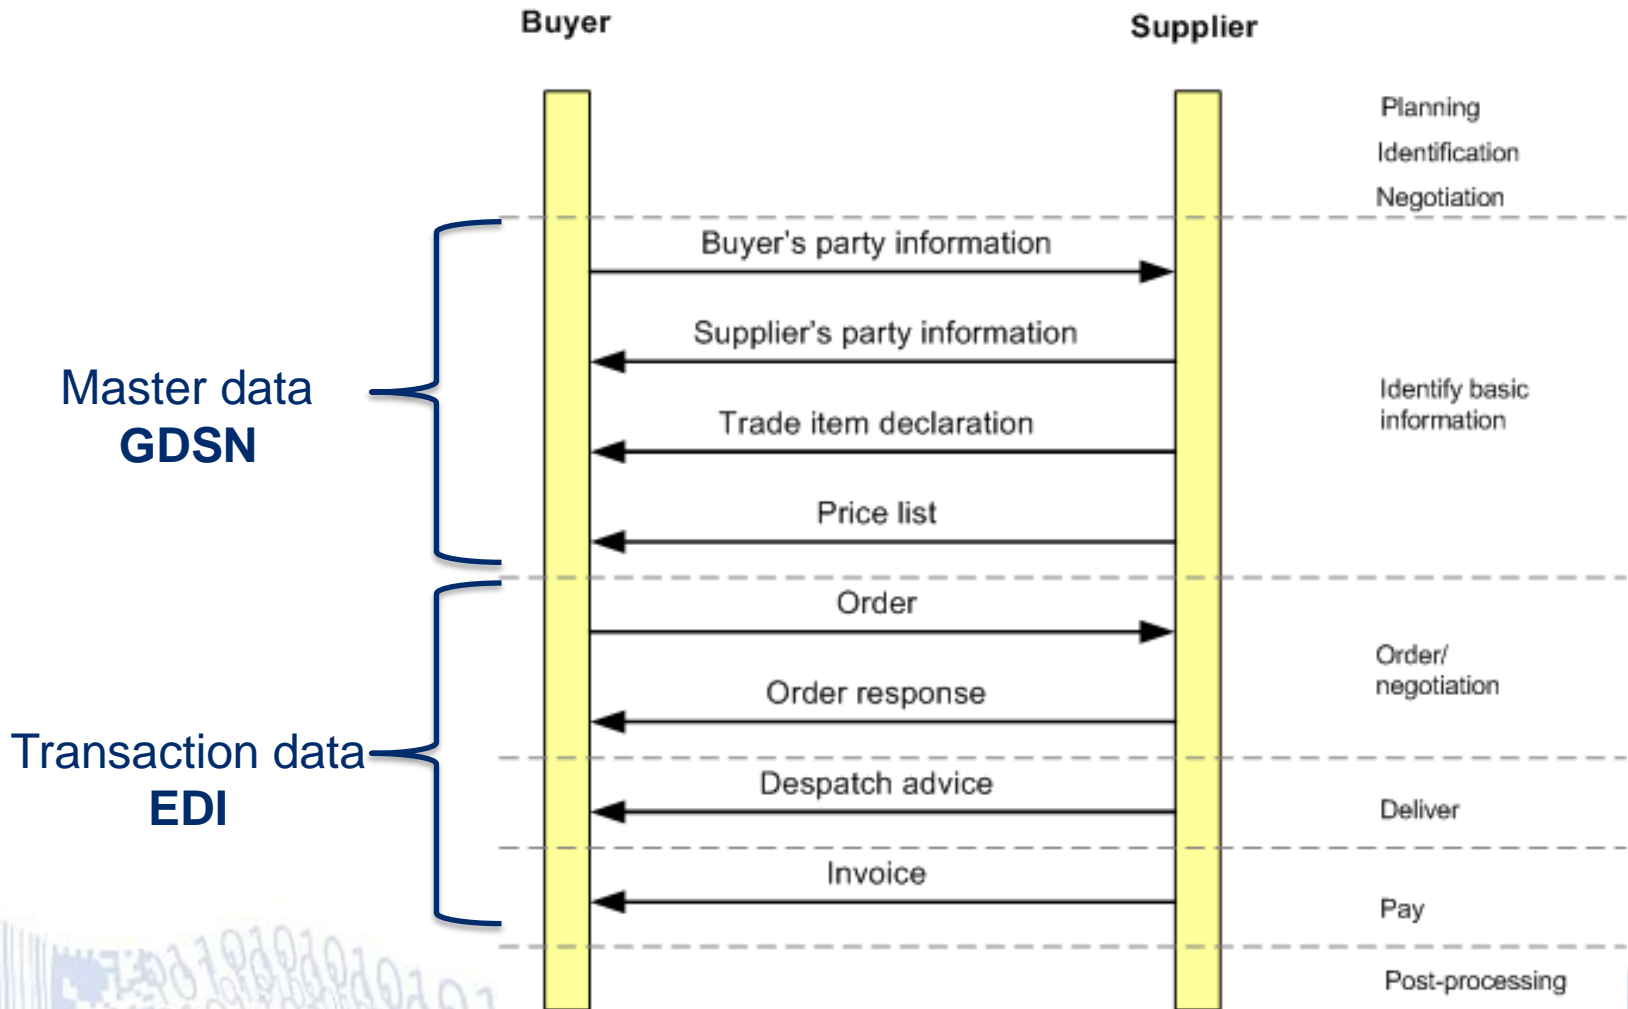 Buyer
Supplier
Planning
Identification
Negotiation
Buyer's party information
Supplier's party information
Master data
GDSN
Identify basic
information
Trade item declaration
Price list
Order
Order/
negotiation
Order response
Transaction data
EDI
Despatch advice
Deliver
Invoice
Pay
Post-processing